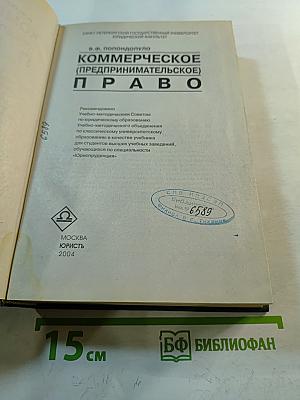 САНКТ-ПЕТЕРБУРГСКИЙ ГОСУДАРСТВЕННЫЙ УНИВЕРСИТЕТ
ЮРИДИЧЕСКИЙ ФАКУЛЬТЕТ
В.Ф. ПОПОНДОПУЛО
КОММЕРЧЕСКОЕ
(ПРЕДПРИНИМАТЕЛЬСКОЕ)
ПРАВО
Рекомендовано
Учебно-методическим Советом
по юридическому образованию
Учебно-методического объединения
по классическому университетскому
образованию в качестве учебника
для студентов высших учебных заведений,
обучающихся по специальности
«Юриспруденция»
6589
6589
МОСКВА
ЮРИСТЪ
2004
15 см
БФ БИБЛИОФАН